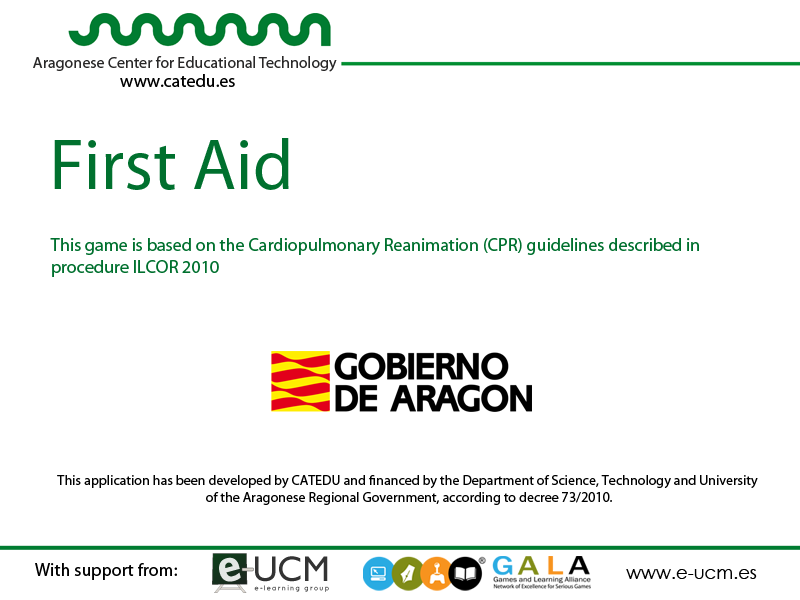 Aragonese Center for Educational Technology
www.catedu.es
First Aid
This game is based on the Cardiopulmonary Reanimation (CPR) guidelines described in
procedure ILCOR 2010
GOBIERNO
DE ARAGON
This application has been developed by CATEDU and financed by the Department of Science, Technology and University
of the Aragonese Regional Government, according to decree 73/2010.
With support from:
e-UCM
e-learning group
®
GALA
Games and Learning Alliance
Network of Excellence for Serious Games
www.e-ucm.es